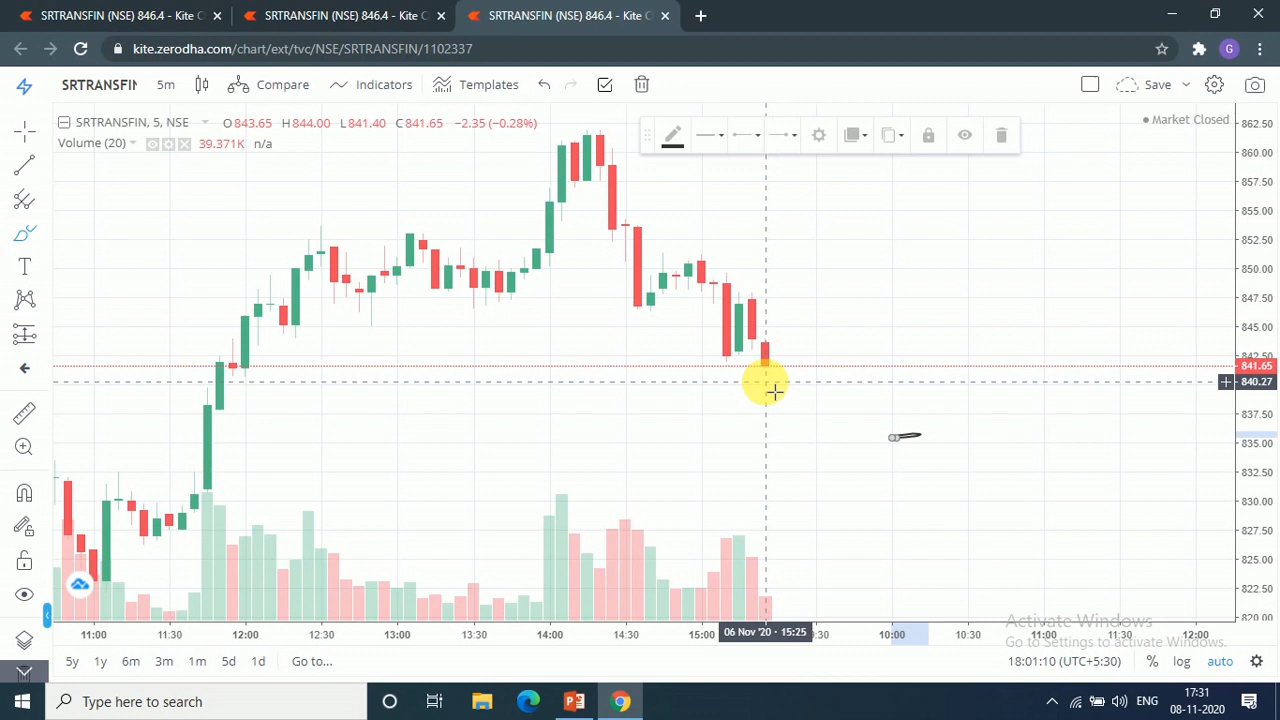 SRTRANSFIN (NSE) 846.4 - Kite C
SRTRANSFIN (NSE) 846.4 - Kite C
SRTRANSFIN (NSE) 846.4 - Kite C
kite.zerodha.com/chart/ext/tvc/NSE/SRTRANSFIN/1102337
G
SRTRANSFIN 5m Compare Indicators Templates Save
SRTRANSFIN, 5, NSE O 843.65 H 844.00 L 841.40 C 841.65 −2.35 (−0.28%)
Market Closed
Volume (20) 39.371K n/a
862.50
860.00
857.50
855.00
852.50
850.00
847.50
845.00
842.50
841.65
840.27
837.50
835.00
832.50
830.00
827.50
825.00
822.50
820.00
11:00 11:30 12:00 12:30 13:00 13:30 14:00 14:30 15:00 06 Nov '20 · 15:25 :30 10:00 10:30 11:00 11:30 12:00
Activate Windows
Go to Settings to activate Windows.
5y 1y 6m 3m 1m 5d 1d Go to... 18:01:10 (UTC+5:30) % log auto
Type here to search
ENG
17:31
08-11-2020